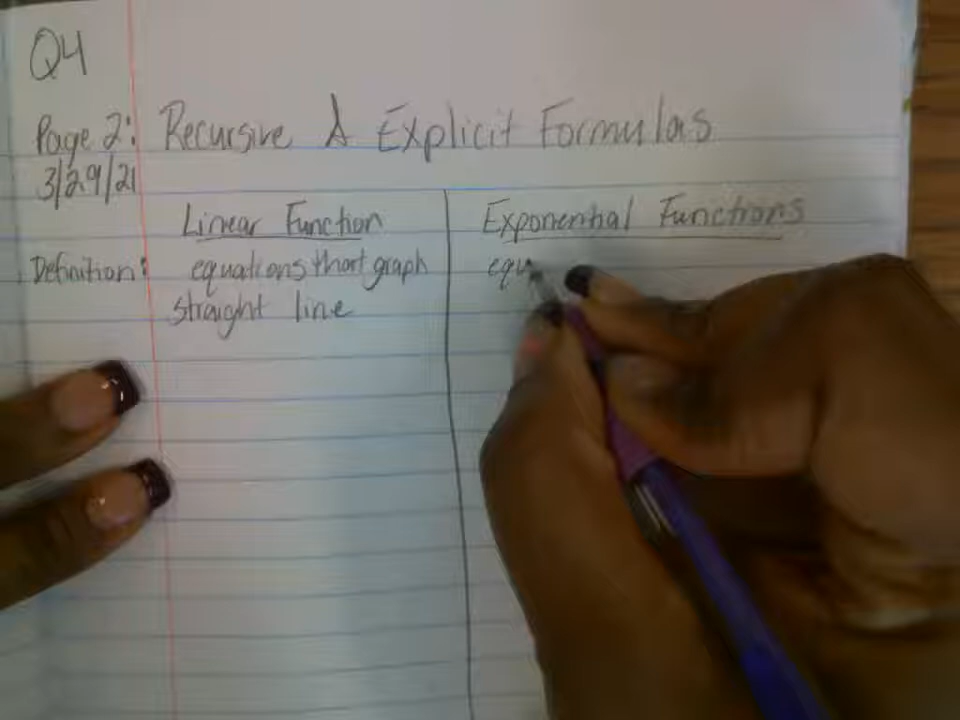 Q4
Page 2: Recursive & Explicit Formulas
3/29/21
Linear Function
Exponential Functions
Definition: equations that graph
straight line
equ